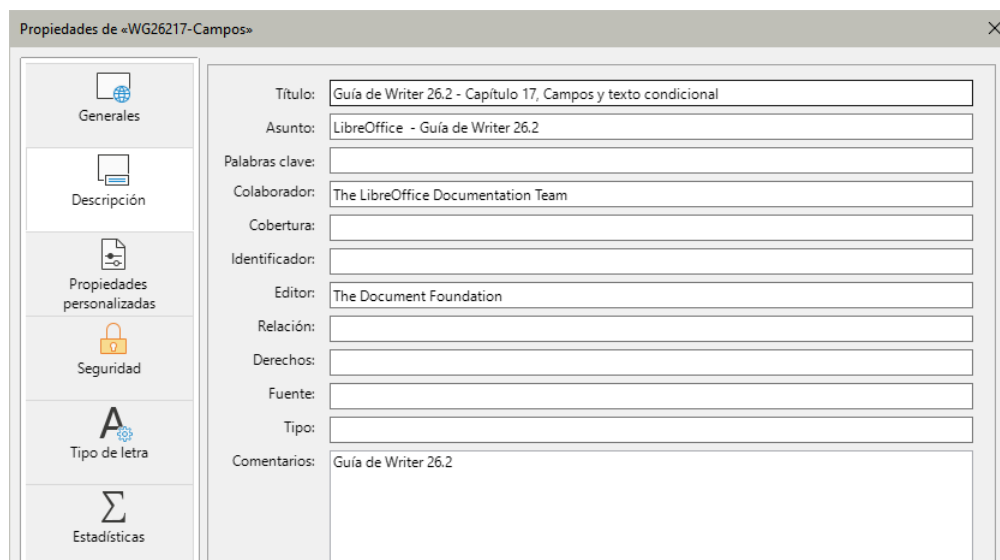 Propiedades de «WG26217-Campos»
Generales
Descripción
Propiedades
personalizadas
Seguridad
Tipo de letra
Estadísticas
Título: Guía de Writer 26.2 - Capítulo 17, Campos y texto condicional
Asunto: LibreOffice - Guía de Writer 26.2
Palabras clave:
Colaborador: The LibreOffice Documentation Team
Cobertura:
Identificador:
Editor: The Document Foundation
Relación:
Derechos:
Fuente:
Tipo:
Comentarios: Guía de Writer 26.2